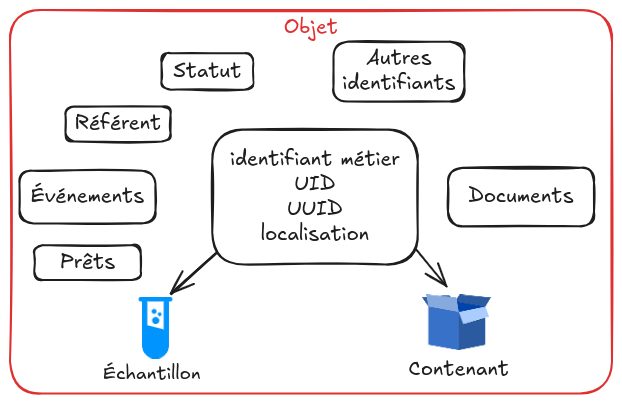 Objet
Statut
Autres
identifiants
Référent
identifiant métier
UID
UUID
localisation
Événements
Documents
Prêts
Échantillon
Contenant